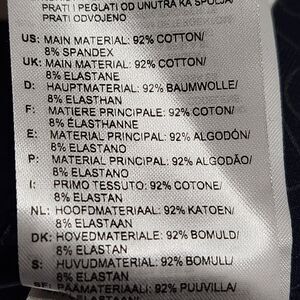 PRATI I PEGLATI OD UNUTRA KA SPOLJA/
PRATI ODVOJENO
US: MAIN MATERIAL: 92% COTTON/
8% SPANDEX
UK: MAIN MATERIAL: 92% COTTON/
8% ELASTANE
D: HAUPTMATERIAL: 92% BAUMWOLLE/
8% ELASTHAN
F: MATIERE PRINCIPALE: 92% COTON/
8% ELASTHANNE
E: MATERIAL PRINCIPAL: 92% ALGODÓN/
8% ELASTANO
P: MATERIAL PRINCIPAL: 92% ALGODÃO/
8% ELASTANO
I: PRIMO TESSUTO: 92% COTONE/
8% ELASTAN
NL: HOOFDMATERIAAL: 92% KATOEN/
8% ELASTAAN
DK: HOVEDMATERIALE: 92% BOMULD/
8% ELASTAN
S: HUVUDMATERIAL: 92% BOMULL/
8% ELASTAN
PÄÄMATERIAALI: 92% PUUVILLA/